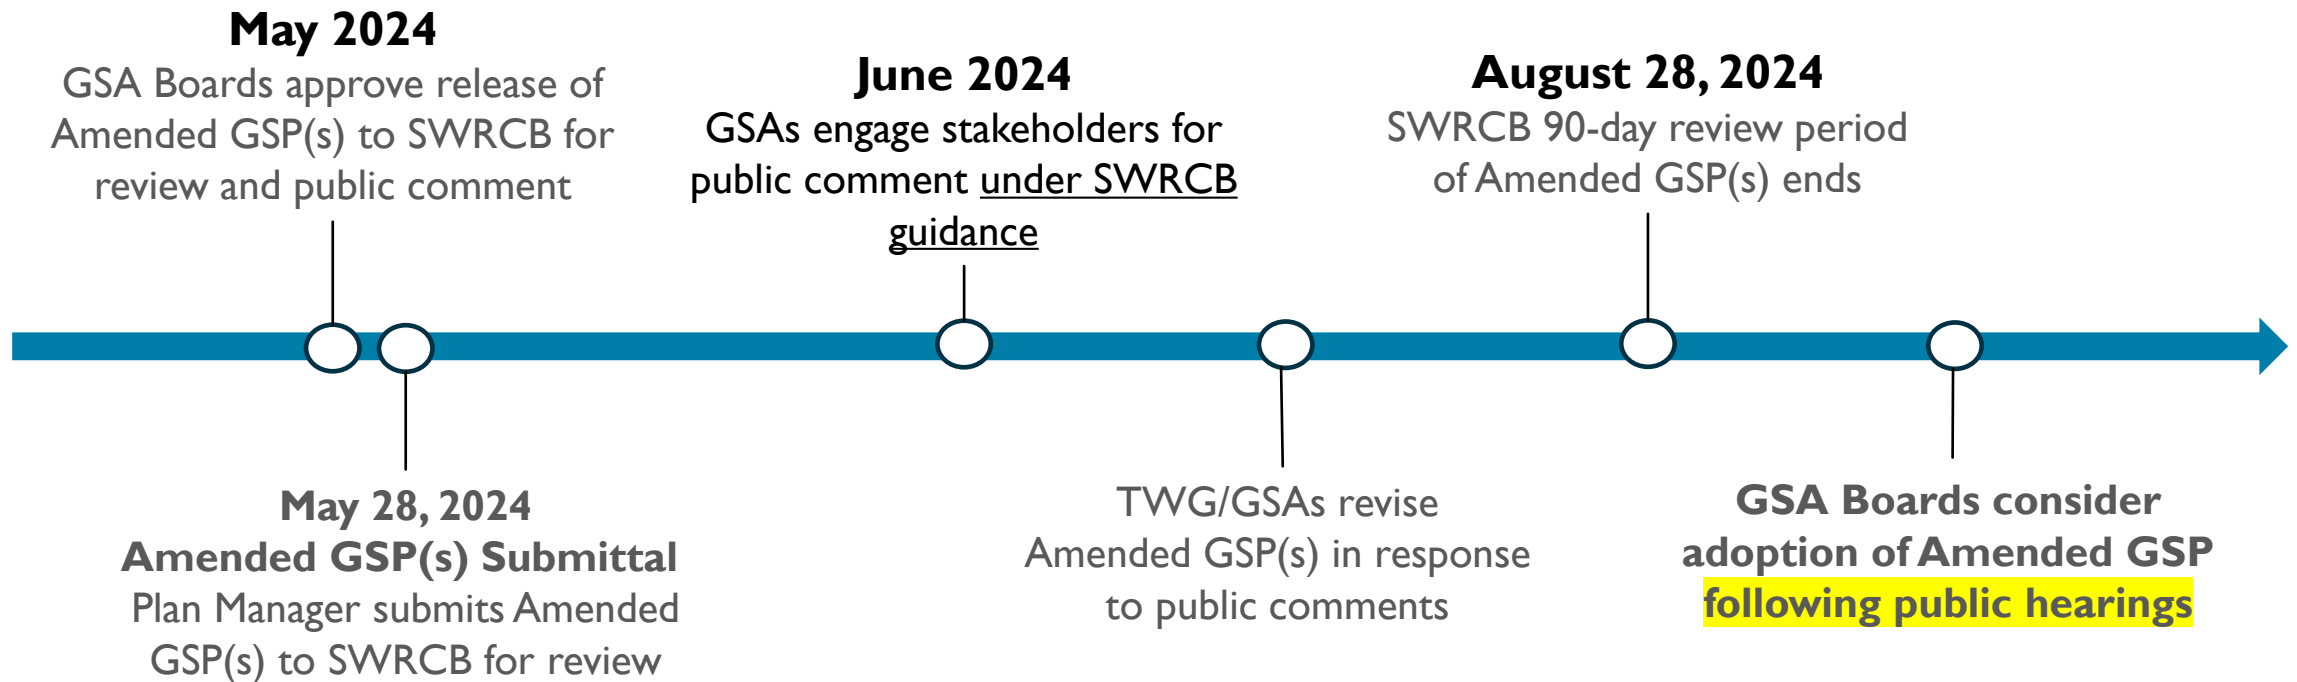 May 2024
GSA Boards approve release of
Amended GSP(s) to SWRCB for
review and public comment
May 28, 2024
Amended GSP(s) Submittal
Plan Manager submits Amended
GSP(s) to SWRCB for review
June 2024
GSAs engage stakeholders for
public comment under SWRCB
guidance
TWG/GSAs revise
Amended GSP(s) in response
to public comments
August 28, 2024
SWRCB 90-day review period
of Amended GSP(s) ends
GSA Boards consider
adoption of Amended GSP
following public hearings